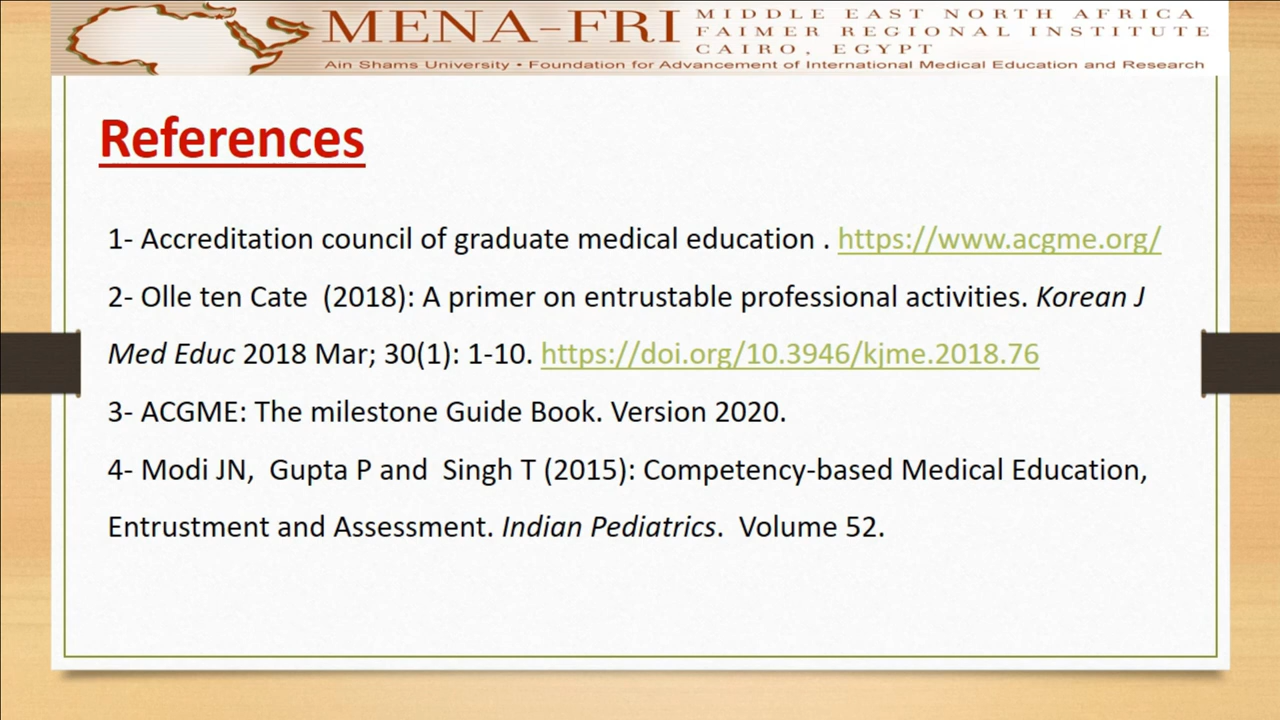 MENA-FRI
MIDDLE EAST NORTH AFRICA
FAIMER REGIONAL INSTITUTE
CAIRO, EGYPT
Ain Shams University • Foundation for Advancement of International Medical Education and Research
References
1- Accreditation council of graduate medical education . https://www.acgme.org/
2- Olle ten Cate (2018): A primer on entrustable professional activities. Korean J
Med Educ 2018 Mar; 30(1): 1-10. https://doi.org/10.3946/kjme.2018.76
3- ACGME: The milestone Guide Book. Version 2020.
4- Modi JN, Gupta P and Singh T (2015): Competency-based Medical Education,
Entrustment and Assessment. Indian Pediatrics. Volume 52.